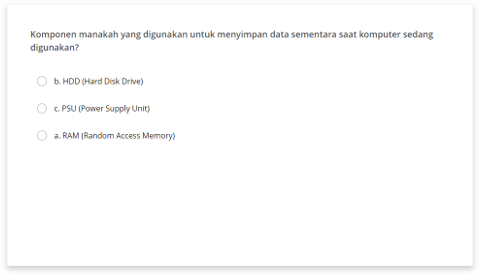 Komponen manakah yang digunakan untuk menyimpan data sementara saat komputer sedang
digunakan?
b. HDD (Hard Disk Drive)
c. PSU (Power Supply Unit)
a. RAM (Random Access Memory)